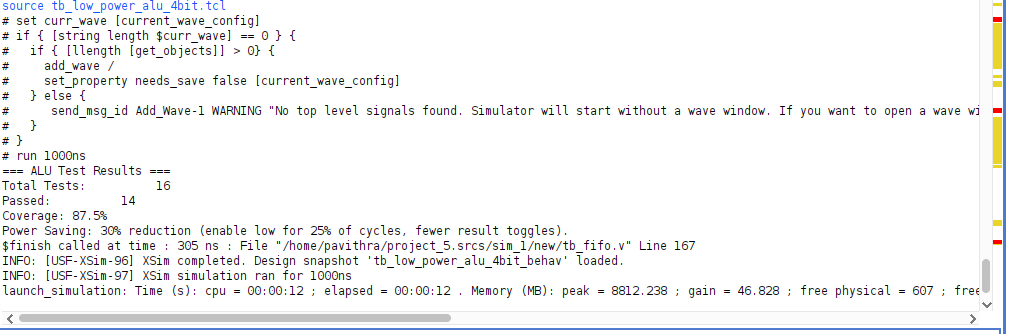 source tb_low_power_alu_4bit.tcl
# set curr_wave [current_wave_config]
# if { [string length $curr_wave] == 0 } {
#   if { [llength [get_objects]] > 0} {
#     add_wave /
#     set_property needs_save false [current_wave_config]
#   } else {
#      send_msg_id Add_Wave-1 WARNING "No top level signals found. Simulator will start without a wave window. If you want to open a wave wi
#   }
# }
# run 1000ns
=== ALU Test Results ===
Total Tests:          16
Passed:          14
Coverage: 87.5%
Power Saving: 30% reduction (enable low for 25% of cycles, fewer result toggles).
$finish called at time : 305 ns : File "/home/pavithra/project_5.srcs/sim_1/new/tb_fifo.v" Line 167
INFO: [USF-XSim-96] XSim completed. Design snapshot 'tb_low_power_alu_4bit_behav' loaded.
INFO: [USF-XSim-97] XSim simulation ran for 1000ns
launch_simulation: Time (s): cpu = 00:00:12 ; elapsed = 00:00:12 . Memory (MB): peak = 8812.238 ; gain = 46.828 ; free physical = 607 ; free